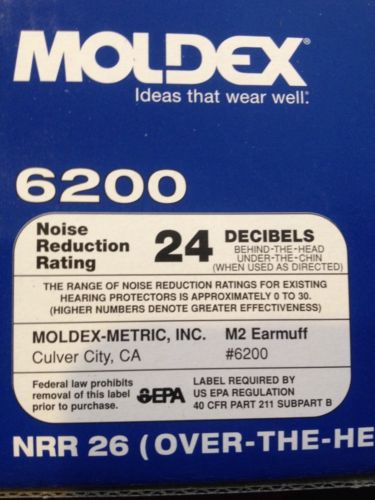 MOLDEX®
Ideas that wear well.®
6200
Noise
Reduction
Rating
24 DECIBELS
BEHIND-THE-HEAD
UNDER-THE-CHIN
(WHEN USED AS DIRECTED)
THE RANGE OF NOISE REDUCTION RATINGS FOR EXISTING
HEARING PROTECTORS IS APPROXIMATELY 0 TO 30.
(HIGHER NUMBERS DENOTE GREATER EFFECTIVENESS)
MOLDEX-METRIC, INC. M2 Earmuff
Culver City, CA #6200
Federal law prohibits
removal of this label
prior to purchase.
EPA
LABEL REQUIRED BY
US EPA REGULATION
40 CFR PART 211 SUBPART B
NRR 26 (OVER-THE-HE